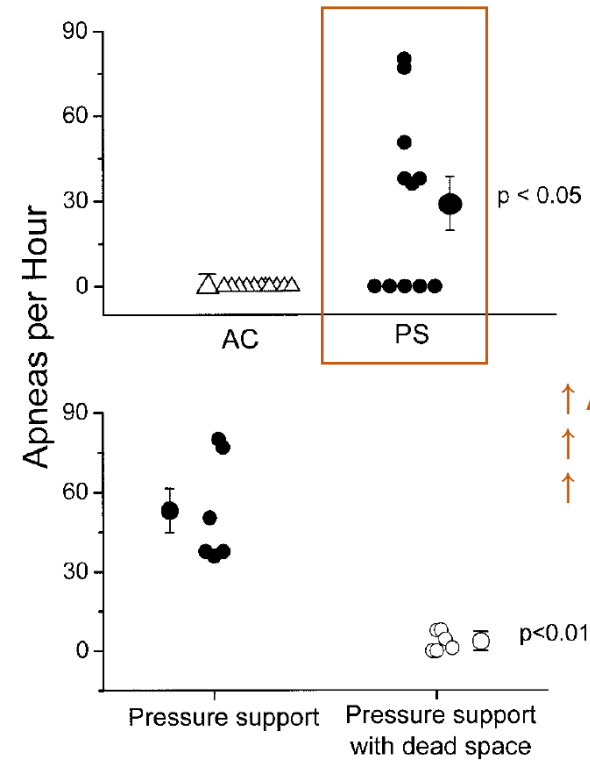 90
60
30
0
p < 0.05
AC
PS
Apneas per Hour
90
60
30
0
↑
↑
↑
p<0.01
Pressure support
Pressure support
with dead space